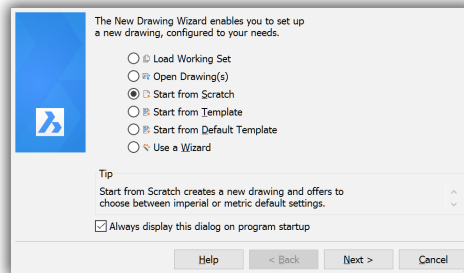 The New Drawing Wizard enables you to set up
a new drawing, configured to your needs.
Load Working Set
Open Drawing(s)
Start from Scratch
Start from Template
Start from Default Template
Use a Wizard
Tip
Start from Scratch creates a new drawing and offers to
choose between imperial or metric default settings.
Always display this dialog on program startup
Help
< Back
Next >
Cancel